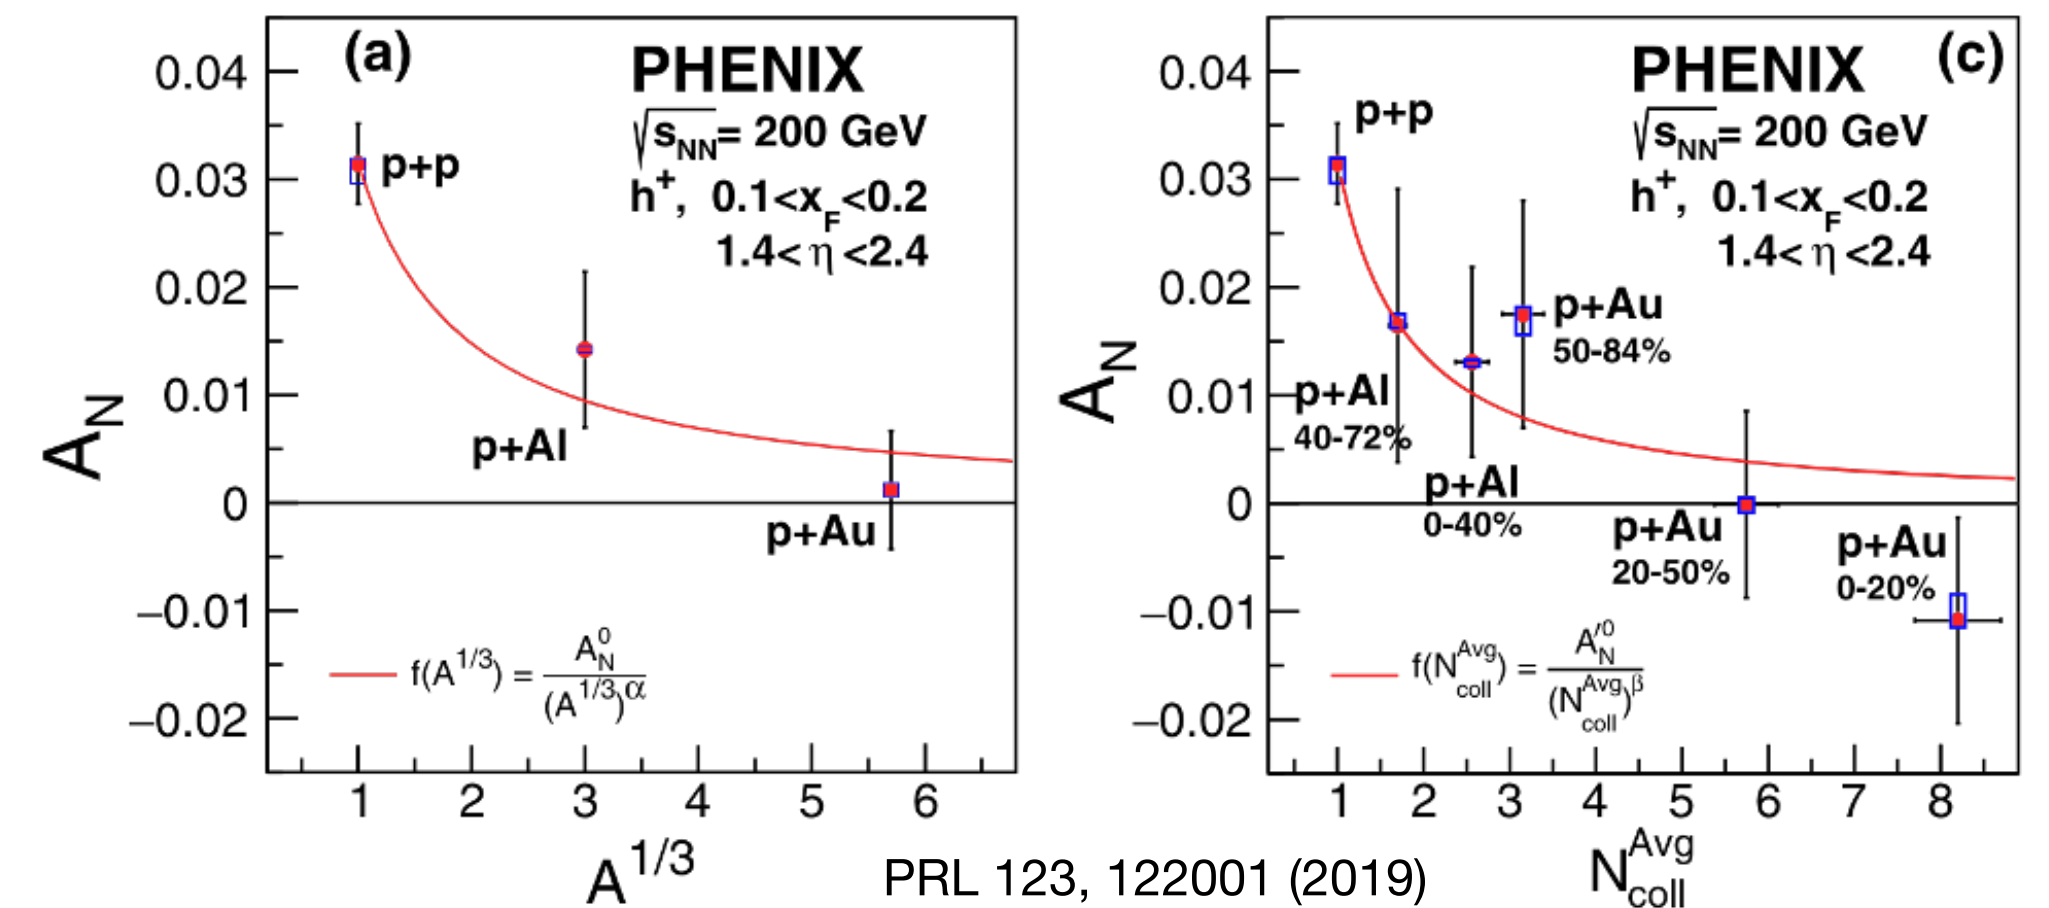 (a)
PHENIX
√sNN = 200 GeV
h+, 0.1<xF<0.2
1.4< η <2.4
0.04
0.03
0.02
0.01
0
−0.01
−0.02
AN
p+p
p+Al
p+Au
f(A1/3) = A0N / (A1/3)α
1 2 3 4 5 6
A1/3
(c)
PHENIX
√sNN = 200 GeV
h+, 0.1<xF<0.2
1.4< η <2.4
0.04
0.03
0.02
0.01
0
−0.01
−0.02
AN
p+p
p+Au
50-84%
p+Al
40-72%
p+Al
0-40%
p+Au
20-50%
p+Au
0-20%
f(NAvgcoll) = A′0N / (NAvgcoll)β
1 2 3 4 5 6 7 8
NAvgcoll
PRL 123, 122001 (2019)